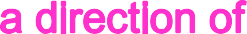 a direction of